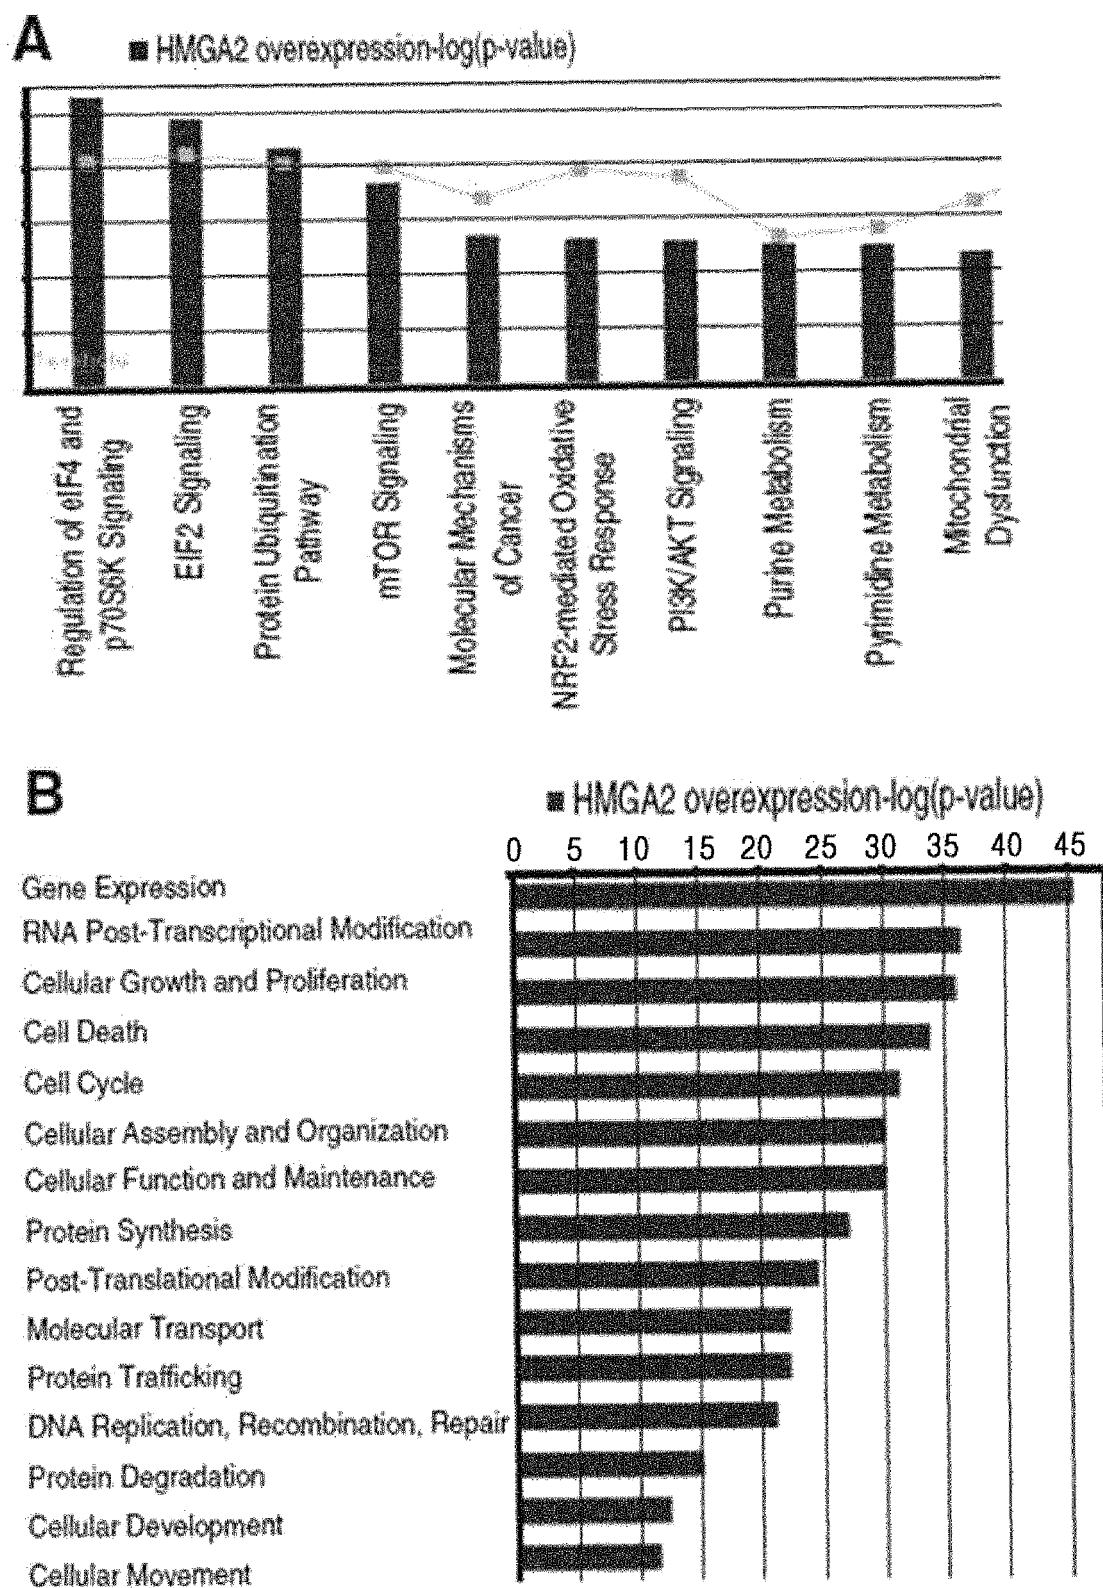 A
HMGA2 overexpression-log(p-value)
Regulation of eIF4 and
p70S6K Signaling
EIF2 Signaling
Protein Ubiquitination
Pathway
mTOR Signaling
Molecular Mechanisms
of Cancer
NRF2-mediated Oxidative
Stress Response
PI3K/AKT Signaling
Purine Metabolism
Pyrimidine Metabolism
Mitochondrial
Dysfunction
B
HMGA2 overexpression-log(p-value)
0 5 10 15 20 25 30 35 40 45
Gene Expression
RNA Post-Transcriptional Modification
Cellular Growth and Proliferation
Cell Death
Cell Cycle
Cellular Assembly and Organization
Cellular Function and Maintenance
Protein Synthesis
Post-Translational Modification
Molecular Transport
Protein Trafficking
DNA Replication, Recombination, Repair
Protein Degradation
Cellular Development
Cellular Movement